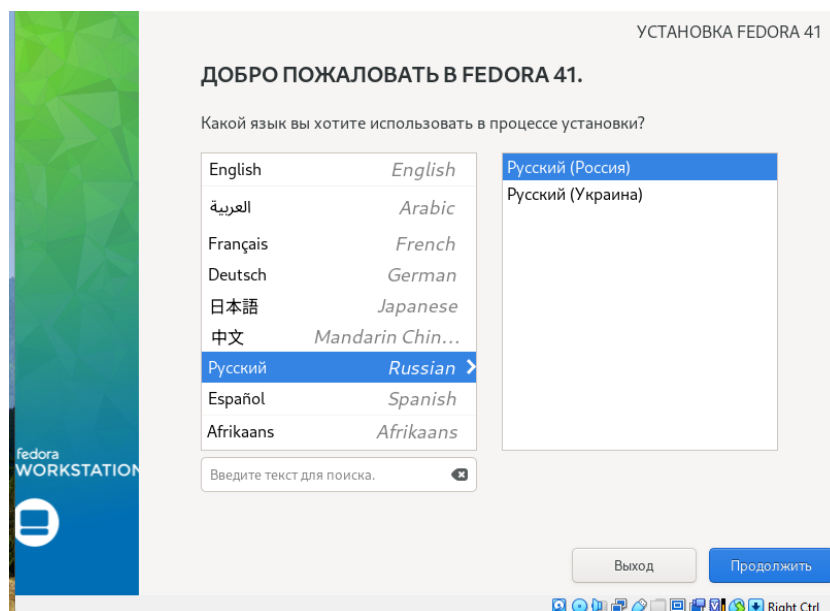 УСТАНОВКА FEDORA 41
ДОБРО ПОЖАЛОВАТЬ В FEDORA 41.
Какой язык вы хотите использовать в процессе установки?
English English
العربية Arabic
Français French
Deutsch German
日本語 Japanese
中文 Mandarin Chin...
Русский Russian
Español Spanish
Afrikaans Afrikaans
Русский (Россия)
Русский (Украина)
Введите текст для поиска.
fedora
WORKSTATION
Выход
Продолжить
Right Ctrl